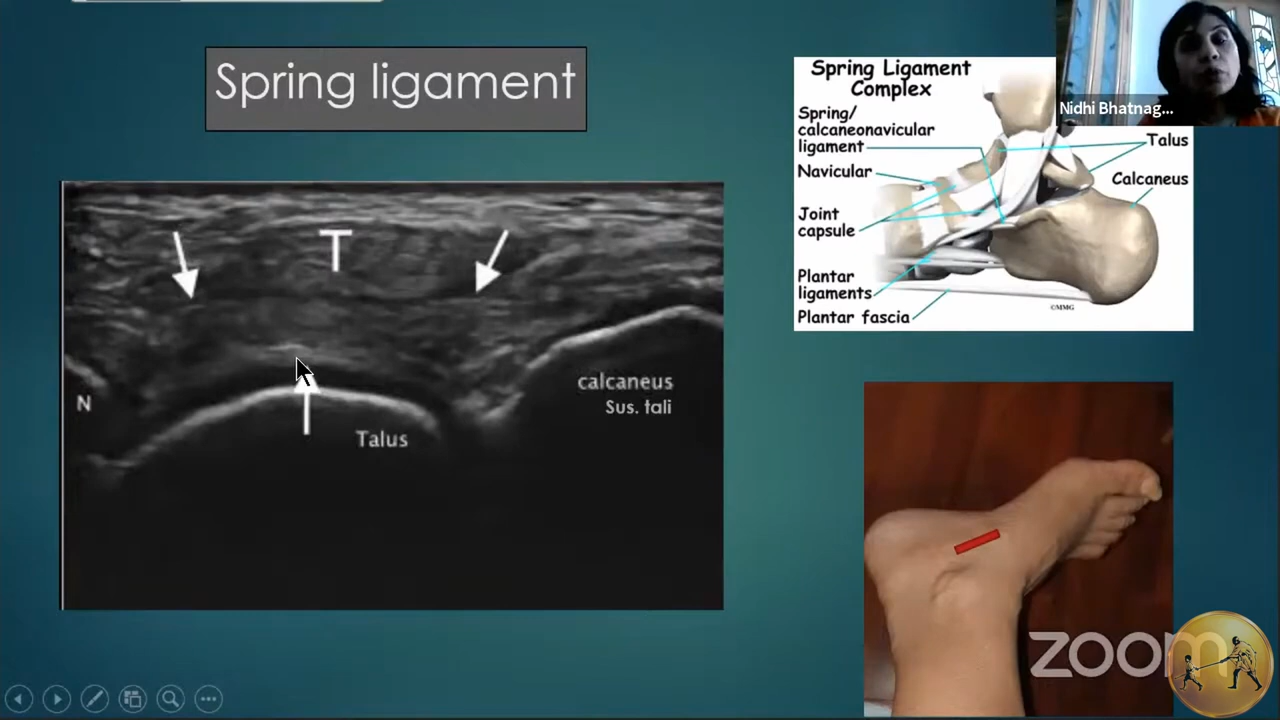 Spring ligament
T
N
Talus
calcaneus
Sus. tali
Spring Ligament
Complex
Spring/
calcaneonavicular
ligament
Navicular
Joint
capsule
Plantar
ligaments
Plantar fascia
Talus
Calcaneus
©MMG
Nidhi Bhatnag...
zoom